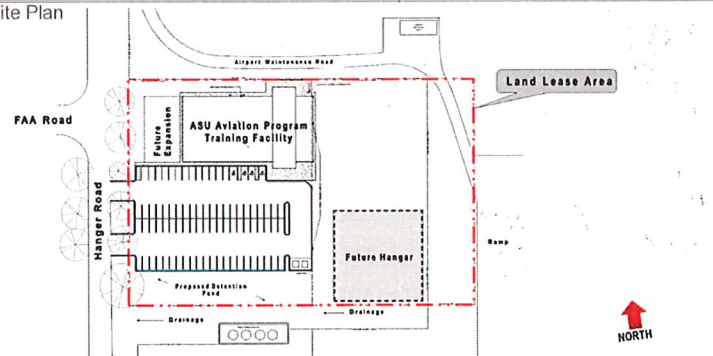 ite Plan
Airport Maintenance Road
Land Lease Area
FAA Road
Future
Expansion
ASU Aviation Program
Training Facility
Hanger Road
Future Hangar
Ramp
Proposed Detention
Pond
Drainage
Drainage
NORTH